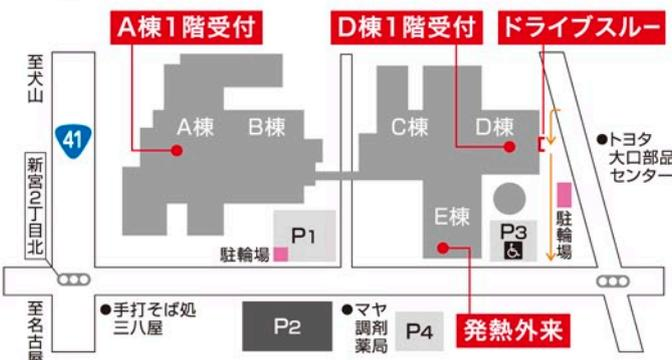 A棟1階受付
D棟1階受付
ドライブスルー
至犬山
41
A棟
B棟
C棟
D棟
トヨタ
大口部品
センター
新宮2丁目北
E棟
P1
駐輪場
P3
駐輪場
至名古屋
手打そば処
三八屋
P2
マヤ
調剤
薬局
P4
発熱外来